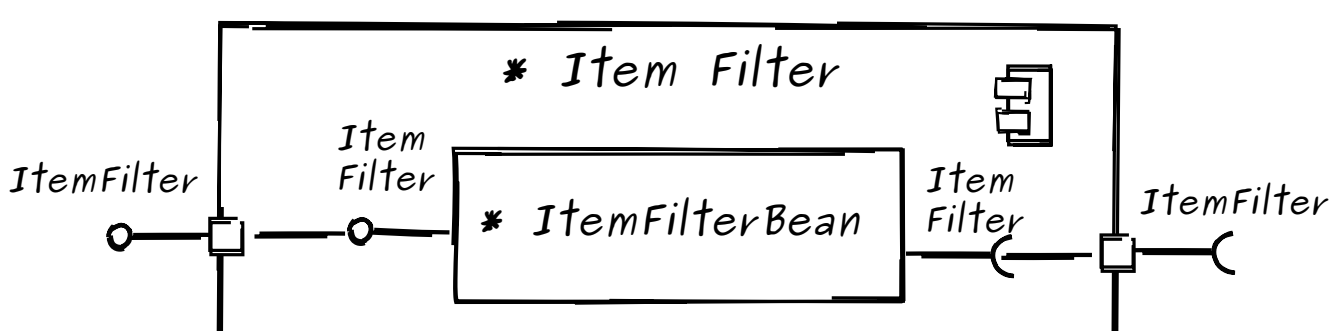 * Item Filter
Item
Filter
ItemFilter
* ItemFilterBean
Item
Filter
ItemFilter